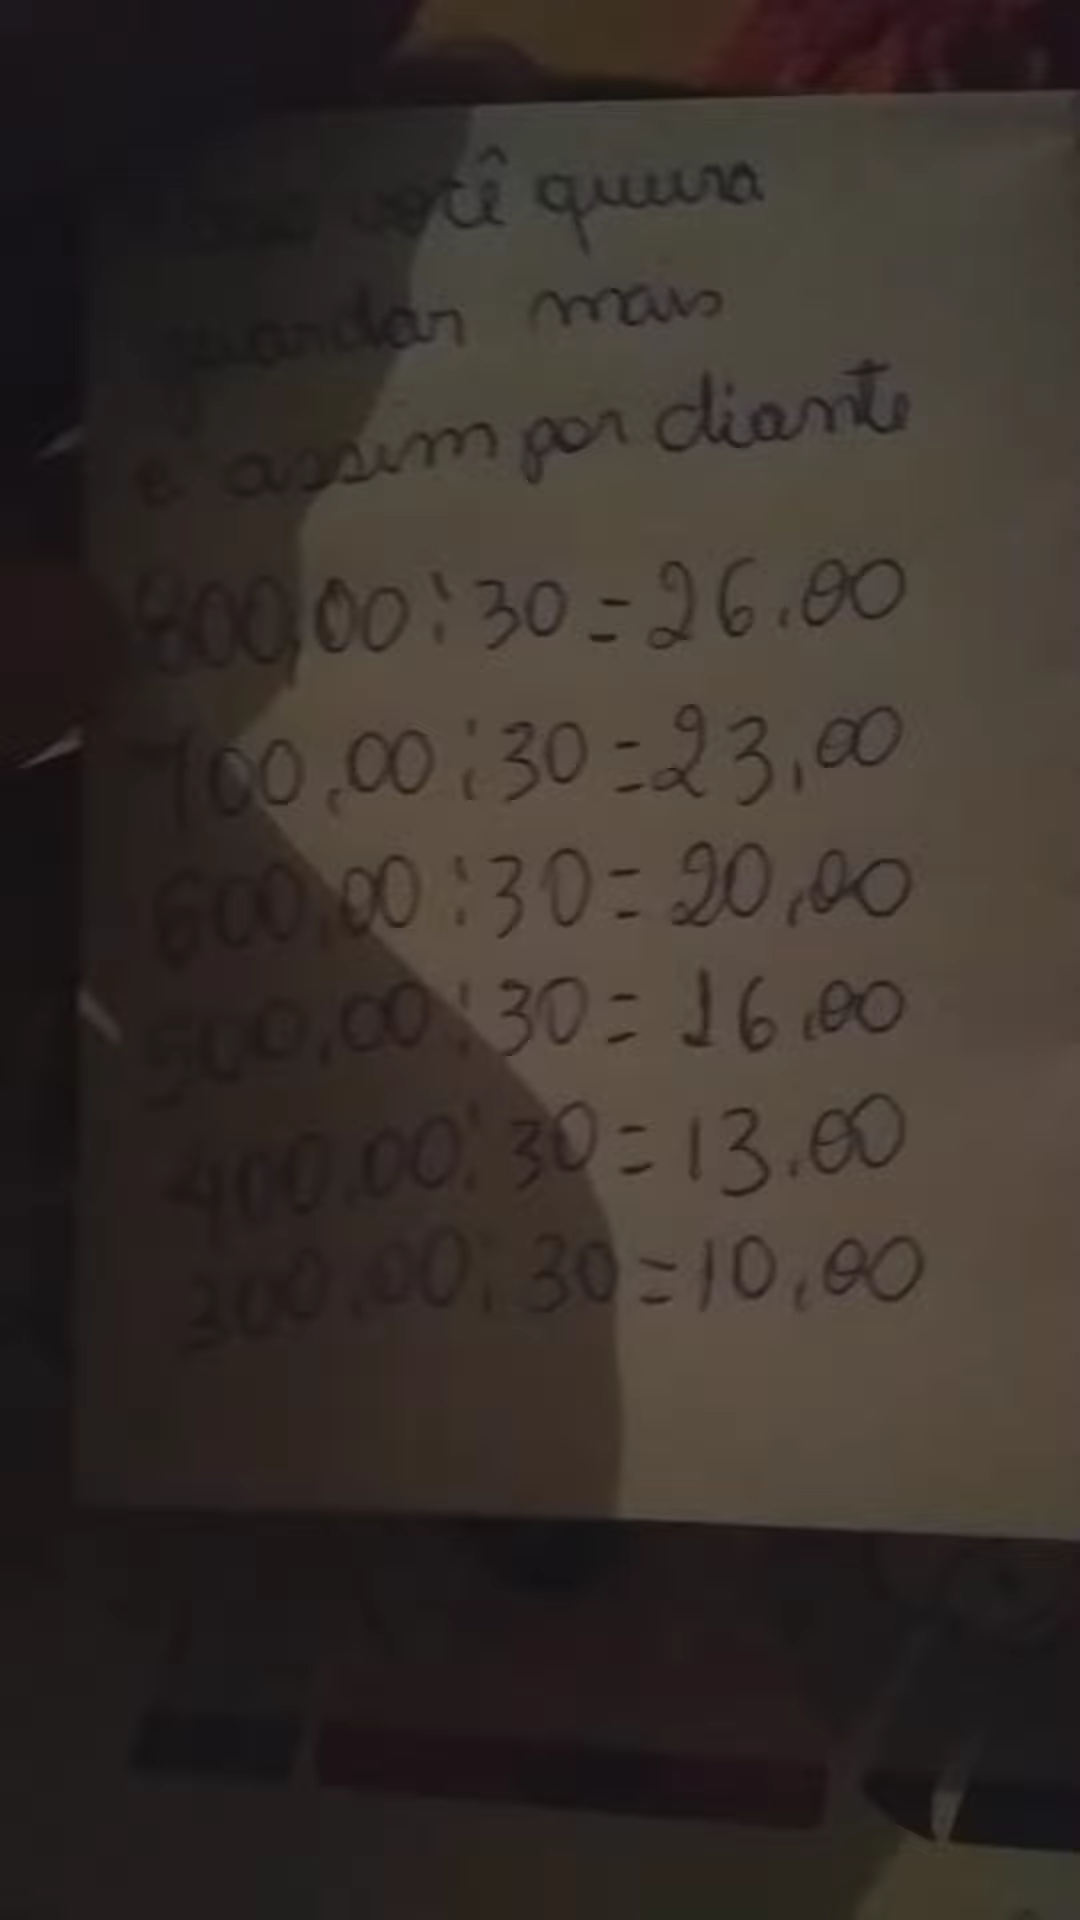 você queira
guardar mais
e assim por diante
800,00:30=26,00
700,00:30=23,00
600,00:30=20,00
500,00:30=16,00
400,00:30=13,00
300,00:30=10,00